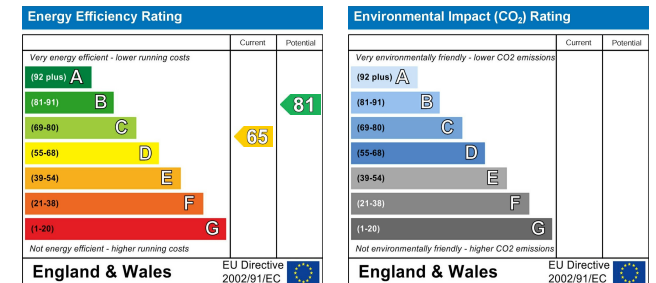 Energy Efficiency Rating
Current Potential
Very energy efficient - lower running costs
(92 plus) A
(81-91) B
81
(69-80) C
65
(55-68) D
(39-54) E
(21-38) F
(1-20) G
Not energy efficient - higher running costs
England & Wales
EU Directive
2002/91/EC
Environmental Impact (CO₂) Rating
Current Potential
Very environmentally friendly - lower CO2 emissions
(92 plus) A
(81-91) B
(69-80) C
(55-68) D
(39-54) E
(21-38) F
(1-20) G
Not environmentally friendly - higher CO2 emissions
England & Wales
EU Directive
2002/91/EC